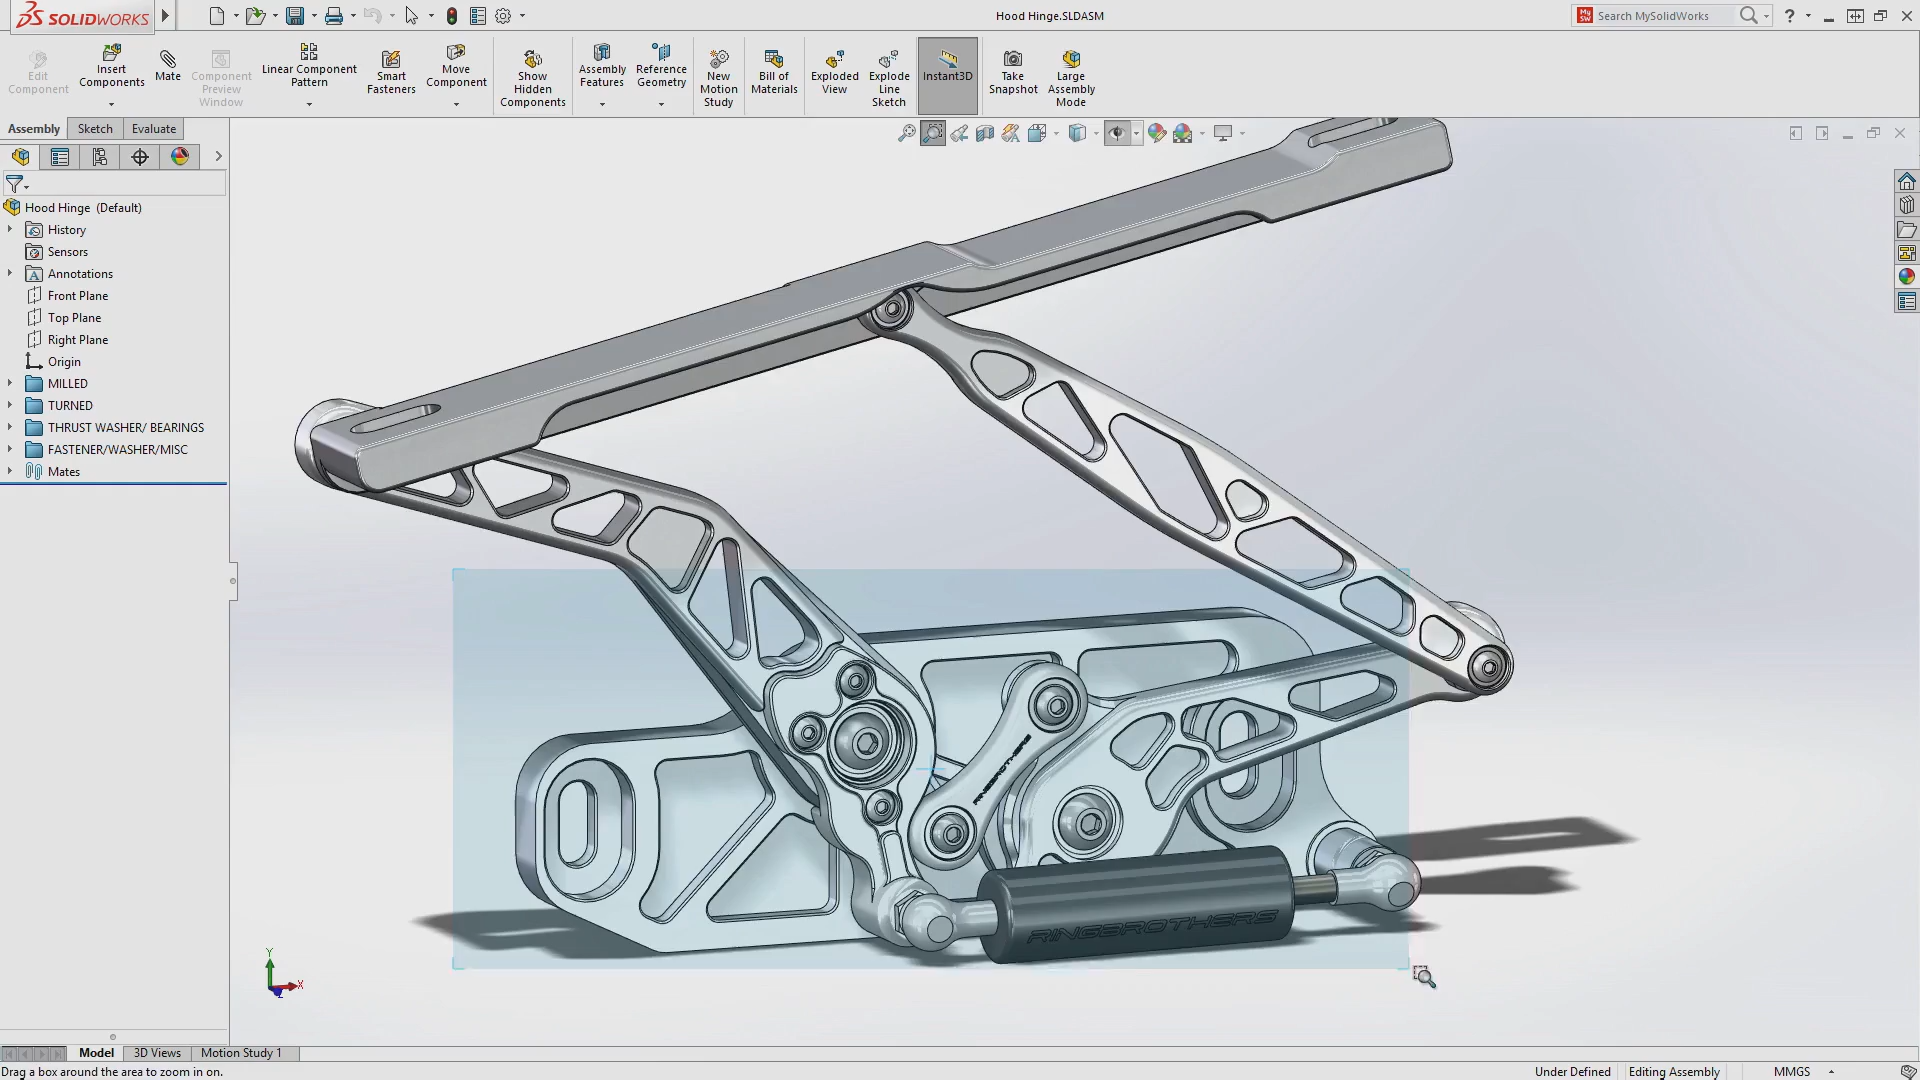 SOLIDWORKS
Hood Hinge.SLDASM
Search MySolidWorks
My
SW
?
Edit
Component
Insert
Components
Mate
Component
Preview
Window
Linear Component
Pattern
Smart
Fasteners
Move
Component
Show
Hidden
Components
Assembly
Features
Reference
Geometry
New
Motion
Study
Bill of
Materials
Exploded
View
Explode
Line
Sketch
Instant3D
Take
Snapshot
Large
Assembly
Mode
Assembly
Sketch
Evaluate
Hood Hinge (Default)
History
Sensors
Annotations
Front Plane
Top Plane
Right Plane
Origin
MILLED
TURNED
THRUST WASHER/ BEARINGS
FASTENER/WASHER/MISC
Mates
RINGBROTHERS
RINGBROTHERS
Y
X
Z
Model
3D Views
Motion Study 1
Drag a box around the area to zoom in on.
Under Defined
Editing Assembly
MMGS